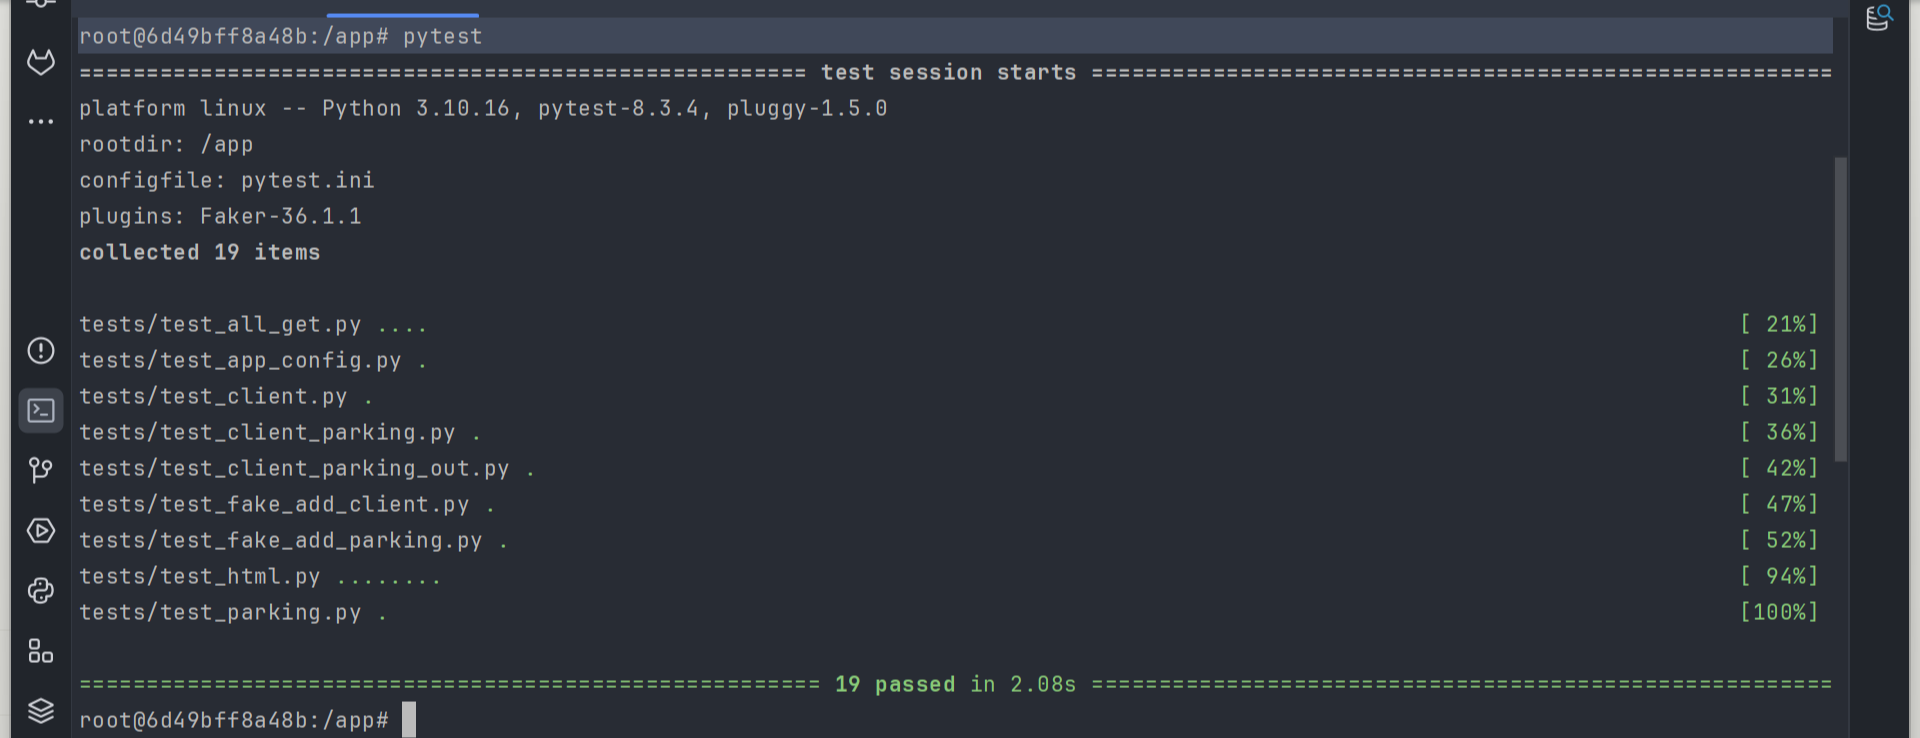 root@6d49bff8a48b:/app# pytest
====================================================== test session starts =======================================================
platform linux -- Python 3.10.16, pytest-8.3.4, pluggy-1.5.0
rootdir: /app
configfile: pytest.ini
plugins: Faker-36.1.1
collected 19 items
tests/test_all_get.py .... [ 21%]
tests/test_app_config.py . [ 26%]
tests/test_client.py . [ 31%]
tests/test_client_parking.py . [ 36%]
tests/test_client_parking_out.py . [ 42%]
tests/test_fake_add_client.py . [ 47%]
tests/test_fake_add_parking.py . [ 52%]
tests/test_html.py ........ [ 94%]
tests/test_parking.py . [100%]
======================================================= 19 passed in 2.08s =======================================================
root@6d49bff8a48b:/app#